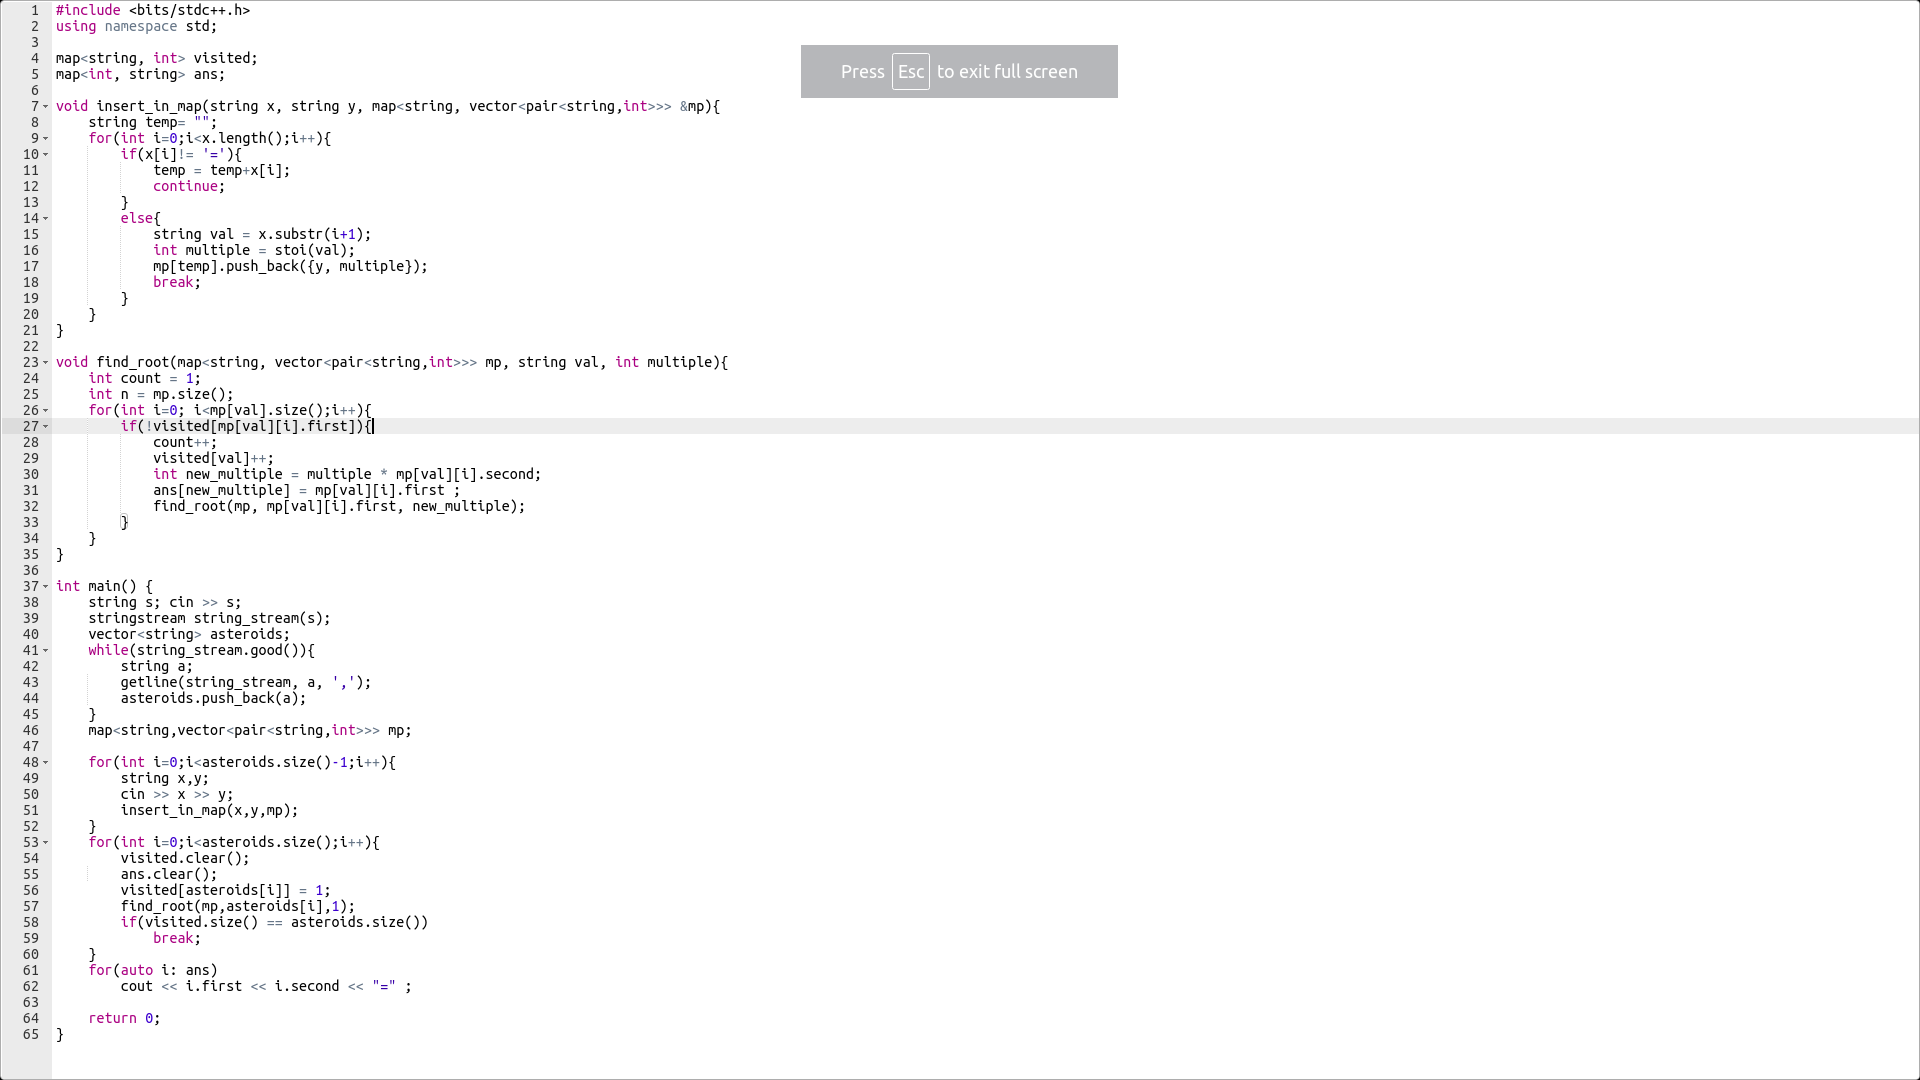 1 #include <bits/stdc++.h>
2 using namespace std;
3
4 map<string, int> visited;
5 map<int, string> ans;
6
7 void insert_in_map(string x, string y, map<string, vector<pair<string,int>>> &mp){
8     string temp= "";
9     for(int i=0;i<x.length();i++){
10         if(x[i]!= '='){
11             temp = temp+x[i];
12             continue;
13         }
14         else{
15             string val = x.substr(i+1);
16             int multiple = stoi(val);
17             mp[temp].push_back({y, multiple});
18             break;
19         }
20     }
21 }
22
23 void find_root(map<string, vector<pair<string,int>>> mp, string val, int multiple){
24     int count = 1;
25     int n = mp.size();
26     for(int i=0; i<mp[val].size();i++){
27         if(!visited[mp[val][i].first]){
28             count++;
29             visited[val]++;
30             int new_multiple = multiple * mp[val][i].second;
31             ans[new_multiple] = mp[val][i].first ;
32             find_root(mp, mp[val][i].first, new_multiple);
33         }
34     }
35 }
36
37 int main() {
38     string s; cin >> s;
39     stringstream string_stream(s);
40     vector<string> asteroids;
41     while(string_stream.good()){
42         string a;
43         getline(string_stream, a, ',');
44         asteroids.push_back(a);
45     }
46     map<string,vector<pair<string,int>>> mp;
47
48     for(int i=0;i<asteroids.size()-1;i++){
49         string x,y;
50         cin >> x >> y;
51         insert_in_map(x,y,mp);
52     }
53     for(int i=0;i<asteroids.size();i++){
54         visited.clear();
55         ans.clear();
56         visited[asteroids[i]] = 1;
57         find_root(mp,asteroids[i],1);
58         if(visited.size() == asteroids.size())
59             break;
60     }
61     for(auto i: ans)
62         cout << i.first << i.second << "=" ;
63
64     return 0;
65 }
Press Esc to exit full screen